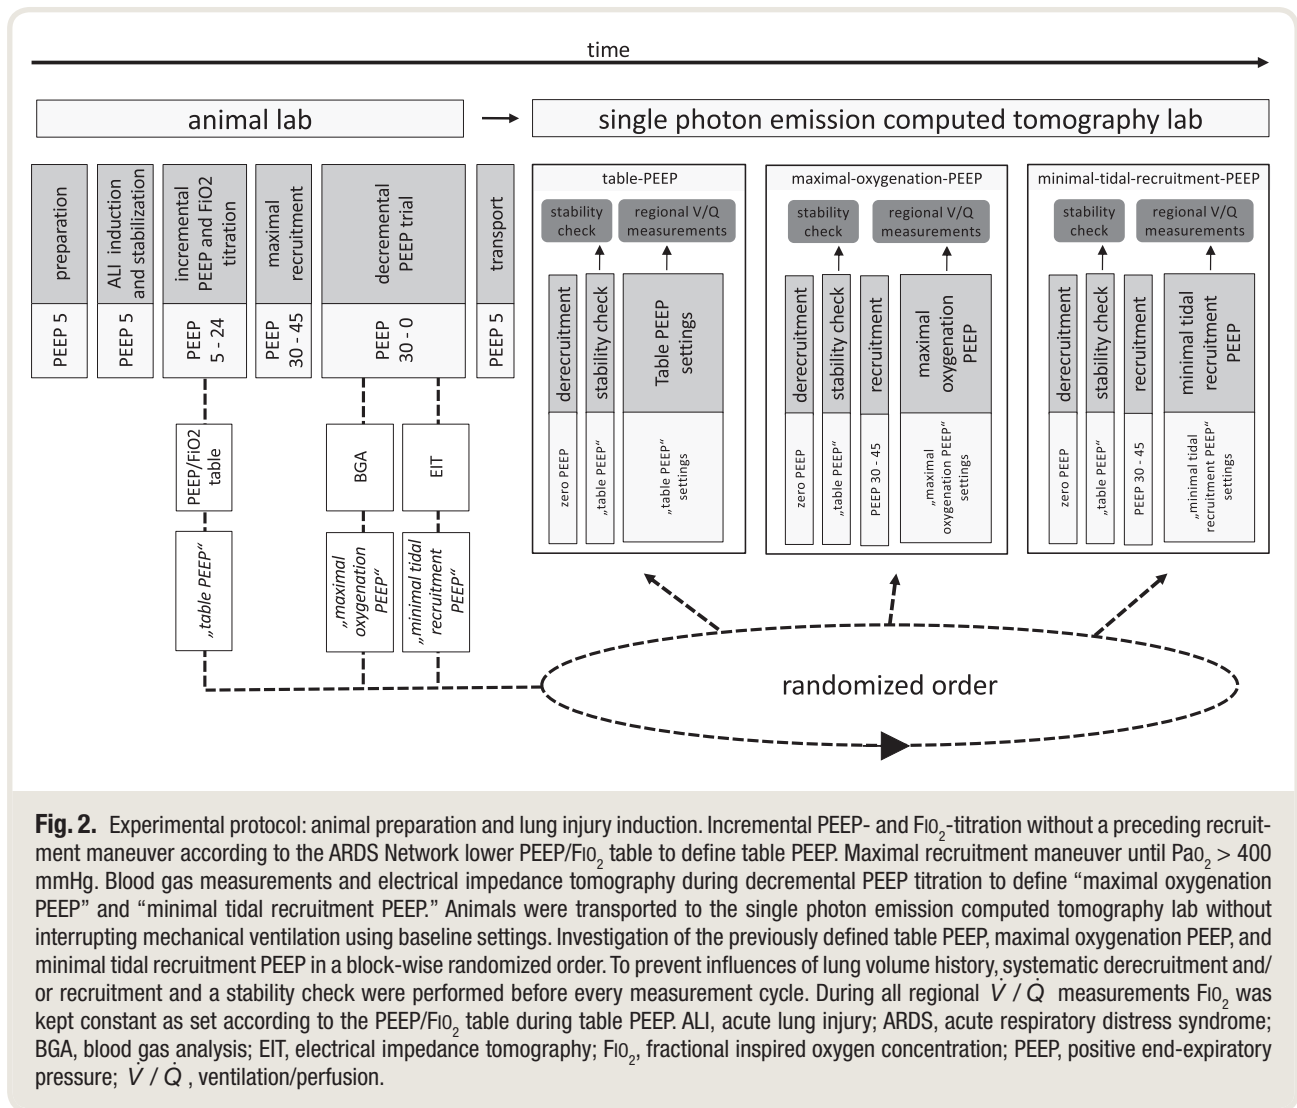 time
animal lab
single photon emission computed tomography lab
preparation
PEEP 5
ALI induction
and stabilization
PEEP 5
incremental
PEEP and FiO2
titration
PEEP
5 - 24
maximal
recruitment
PEEP
30 - 45
decremental
PEEP trial
PEEP
30 - 0
transport
PEEP 5
PEEP/FiO2
table
„table PEEP“
BGA
„maximal
oxygenation
PEEP“
EIT
„minimal tidal
recruitment
PEEP“
table-PEEP
stability
check
regional V/Q
measurements
derecruitment
zero PEEP
stability check
„table PEEP“
Table PEEP
settings
„table PEEP“
settings
maximal-oxygenation-PEEP
stability
check
regional V/Q
measurements
derecruitment
zero PEEP
stability check
„table PEEP“
recruitment
PEEP 30 - 45
maximal
oxygenation
PEEP
„maximal
oxygenation PEEP“
settings
minimal-tidal-recruitment-PEEP
stability
check
regional V/Q
measurements
derecruitment
zero PEEP
stability check
„table PEEP“
recruitment
PEEP 30 - 45
minimal tidal
recruitment
PEEP
„minimal tidal
recruitment PEEP“
settings
randomized order
Fig. 2. Experimental protocol: animal preparation and lung injury induction. Incremental PEEP- and FIO₂-titration without a preceding recruit-
ment maneuver according to the ARDS Network lower PEEP/FIO₂ table to define table PEEP. Maximal recruitment maneuver until PaO₂ > 400
mmHg. Blood gas measurements and electrical impedance tomography during decremental PEEP titration to define “maximal oxygenation
PEEP” and “minimal tidal recruitment PEEP.” Animals were transported to the single photon emission computed tomography lab without
interrupting mechanical ventilation using baseline settings. Investigation of the previously defined table PEEP, maximal oxygenation PEEP, and
minimal tidal recruitment PEEP in a block-wise randomized order. To prevent influences of lung volume history, systematic derecruitment and/
or recruitment and a stability check were performed before every measurement cycle. During all regional V̇ / Q̇ measurements FIO₂ was
kept constant as set according to the PEEP/FIO₂ table during table PEEP. ALI, acute lung injury; ARDS, acute respiratory distress syndrome;
BGA, blood gas analysis; EIT, electrical impedance tomography; FIO₂, fractional inspired oxygen concentration; PEEP, positive end-expiratory
pressure; V̇ / Q̇ , ventilation/perfusion.